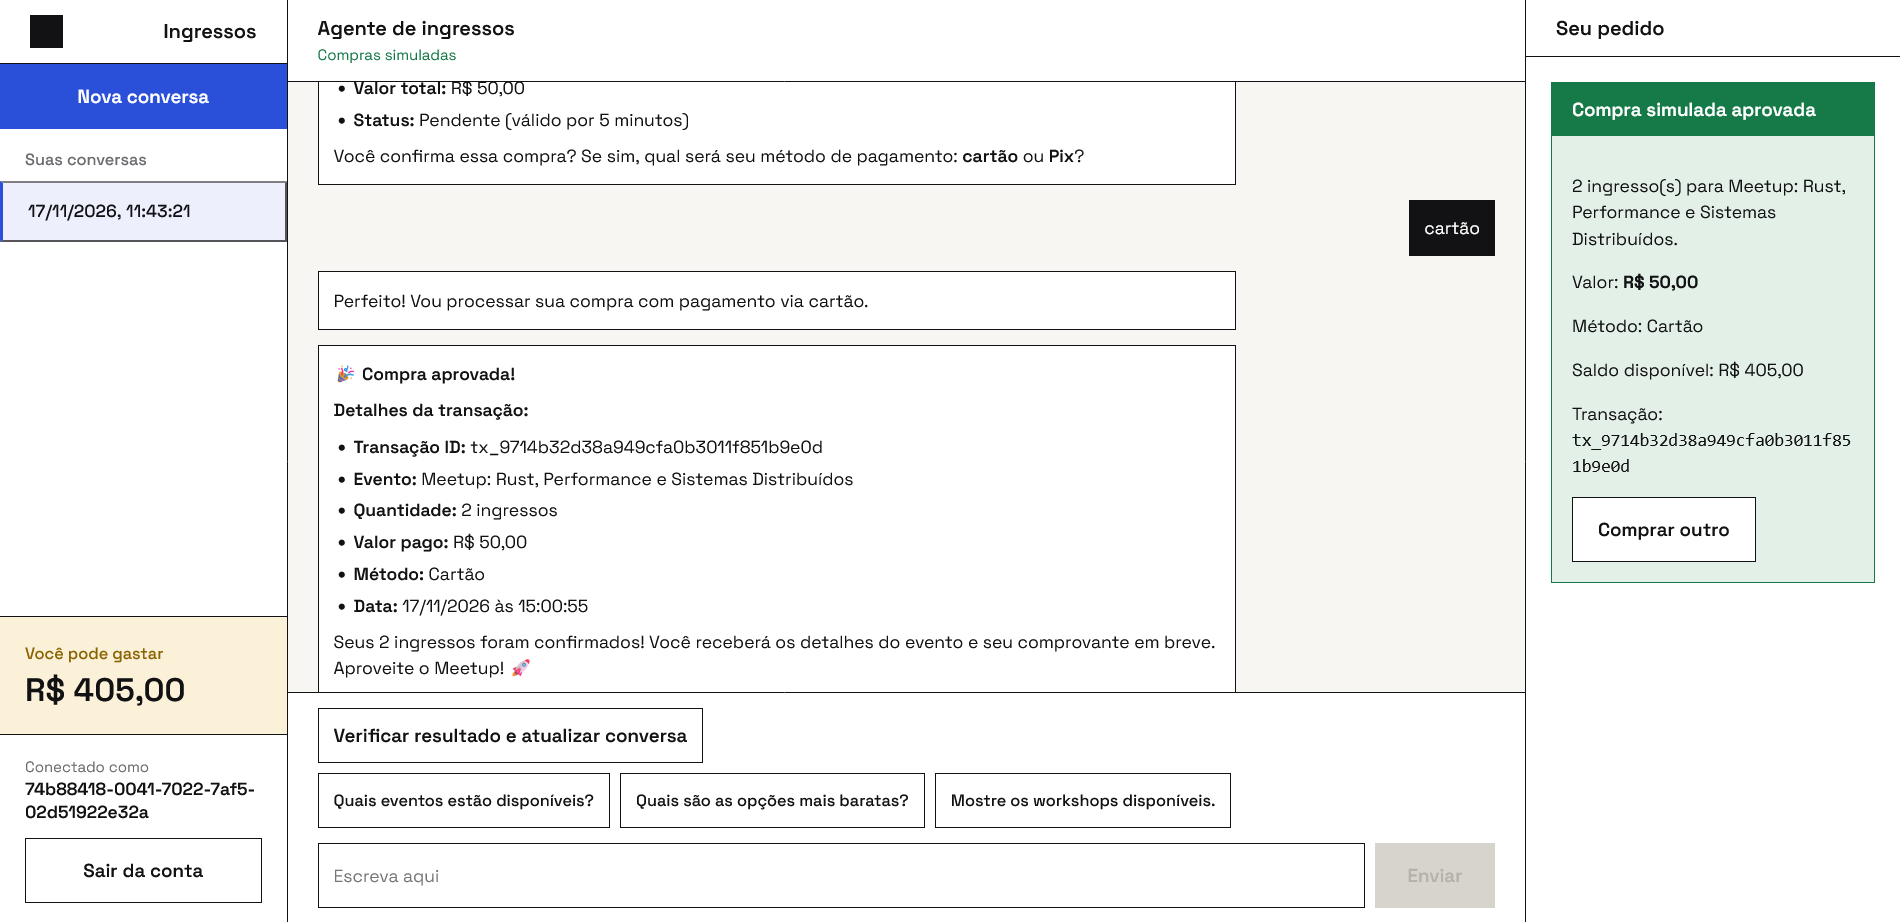 Ingressos
Nova conversa
Suas conversas
17/11/2026, 11:43:21
Você pode gastar
R$ 405,00
Conectado como
74b88418-0041-7022-7af5-
02d51922e32a
Sair da conta
Agente de ingressos
Compras simuladas
• Valor total: R$ 50,00
• Status: Pendente (válido por 5 minutos)
Você confirma essa compra? Se sim, qual será seu método de pagamento: cartão ou Pix?
cartão
Perfeito! Vou processar sua compra com pagamento via cartão.
🎉 Compra aprovada!
Detalhes da transação:
• Transação ID: tx_9714b32d38a949cfa0b3011f851b9e0d
• Evento: Meetup: Rust, Performance e Sistemas Distribuídos
• Quantidade: 2 ingressos
• Valor pago: R$ 50,00
• Método: Cartão
• Data: 17/11/2026 às 15:00:55
Seus 2 ingressos foram confirmados! Você receberá os detalhes do evento e seu comprovante em breve.
Aproveite o Meetup! 🚀
Verificar resultado e atualizar conversa
Quais eventos estão disponíveis?
Quais são as opções mais baratas?
Mostre os workshops disponíveis.
Escreva aqui
Enviar
Seu pedido
Compra simulada aprovada
2 ingresso(s) para Meetup: Rust,
Performance e Sistemas
Distribuídos.
Valor: R$ 50,00
Método: Cartão
Saldo disponível: R$ 405,00
Transação:
tx_9714b32d38a949cfa0b3011f85
1b9e0d
Comprar outro